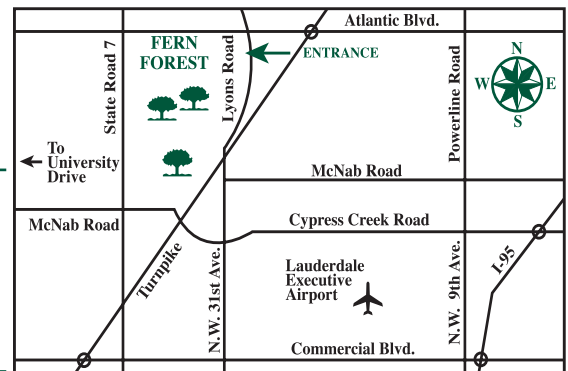 Atlantic Blvd.
FERN
FOREST
ENTRANCE
State Road 7
Lyons Road
Powerline Road
N
W
E
S
To
University
Drive
McNab Road
McNab Road
Cypress Creek Road
Turnpike
N.W. 31st Ave.
Lauderdale
Executive
Airport
N.W. 9th Ave.
I-95
Commercial Blvd.